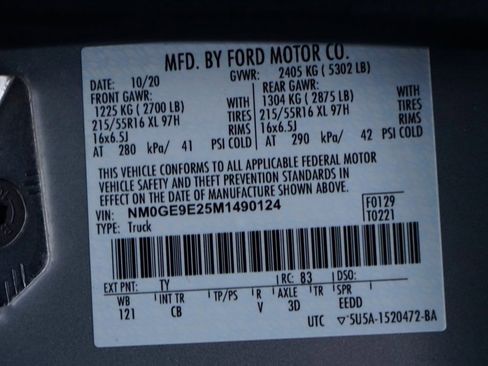 MFD. BY FORD MOTOR CO.
DATE: 10/20 GVWR: 2405 KG ( 5302 LB)
FRONT GAWR: REAR GAWR:
1225 KG ( 2700 LB) WITH 1304 KG ( 2875 LB) WITH
215/55R16 XL 97H TIRES 215/55R16 XL 97H TIRES
16x6.5J RIMS 16x6.5J RIMS
AT 280 kPa/ 41 PSI COLD AT 290 kPa/ 42 PSI COLD
THIS VEHICLE CONFORMS TO ALL APPLICABLE FEDERAL MOTOR
VEHICLE SAFETY AND THEFT PREVENTION STANDARDS IN
EFFECT ON THE DATE OF MANUFACTURE SHOWN ABOVE.
VIN: NM0GE9E25M1490124 F0129
TYPE: Truck T0221
EXT PNT: TY RC: 83 DSO:
WB INT TR TP/PS R AXLE TR SPR
121 CB V 3D EEDD
UTC ▽5U5A-1520472-BA